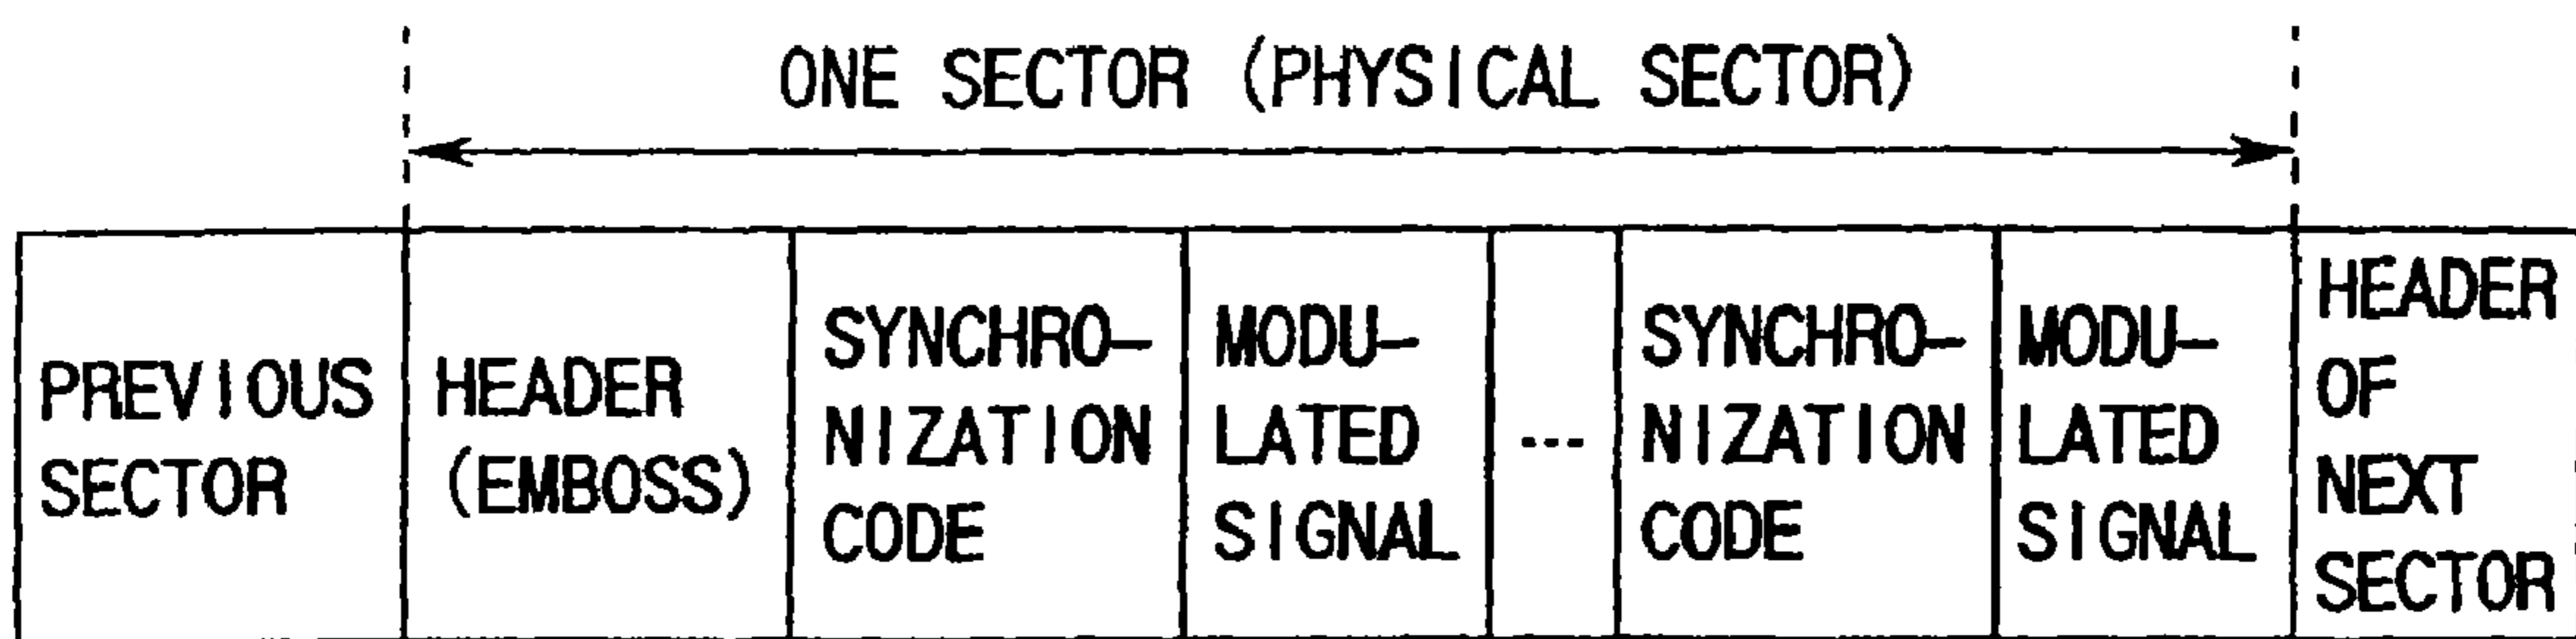 ONE SECTOR (PHYSICAL SECTOR)
PREVIOUS
SECTOR
HEADER
(EMBOSS)
SYNCHRO-
NIZATION
CODE
MODU-
LATED
SIGNAL
---
SYNCHRO-
NIZATION
CODE
MODU-
LATED
SIGNAL
HEADER
OF
NEXT
SECTOR